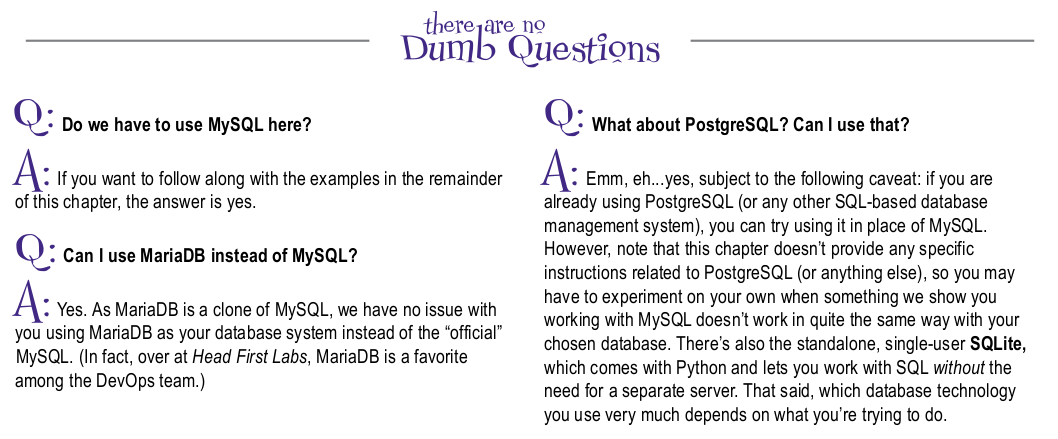 there are no
Dumb Questions
Q: Do we have to use MySQL here?
A: If you want to follow along with the examples in the remainder
of this chapter, the answer is yes.
Q: Can I use MariaDB instead of MySQL?
A: Yes. As MariaDB is a clone of MySQL, we have no issue with
you using MariaDB as your database system instead of the “official”
MySQL. (In fact, over at Head First Labs, MariaDB is a favorite
among the DevOps team.)
Q: What about PostgreSQL? Can I use that?
A: Emm, eh...yes, subject to the following caveat: if you are
already using PostgreSQL (or any other SQL-based database
management system), you can try using it in place of MySQL.
However, note that this chapter doesn’t provide any specific
instructions related to PostgreSQL (or anything else), so you may
have to experiment on your own when something we show you
working with MySQL doesn’t work in quite the same way with your
chosen database. There’s also the standalone, single-user SQLite,
which comes with Python and lets you work with SQL without the
need for a separate server. That said, which database technology
you use very much depends on what you’re trying to do.